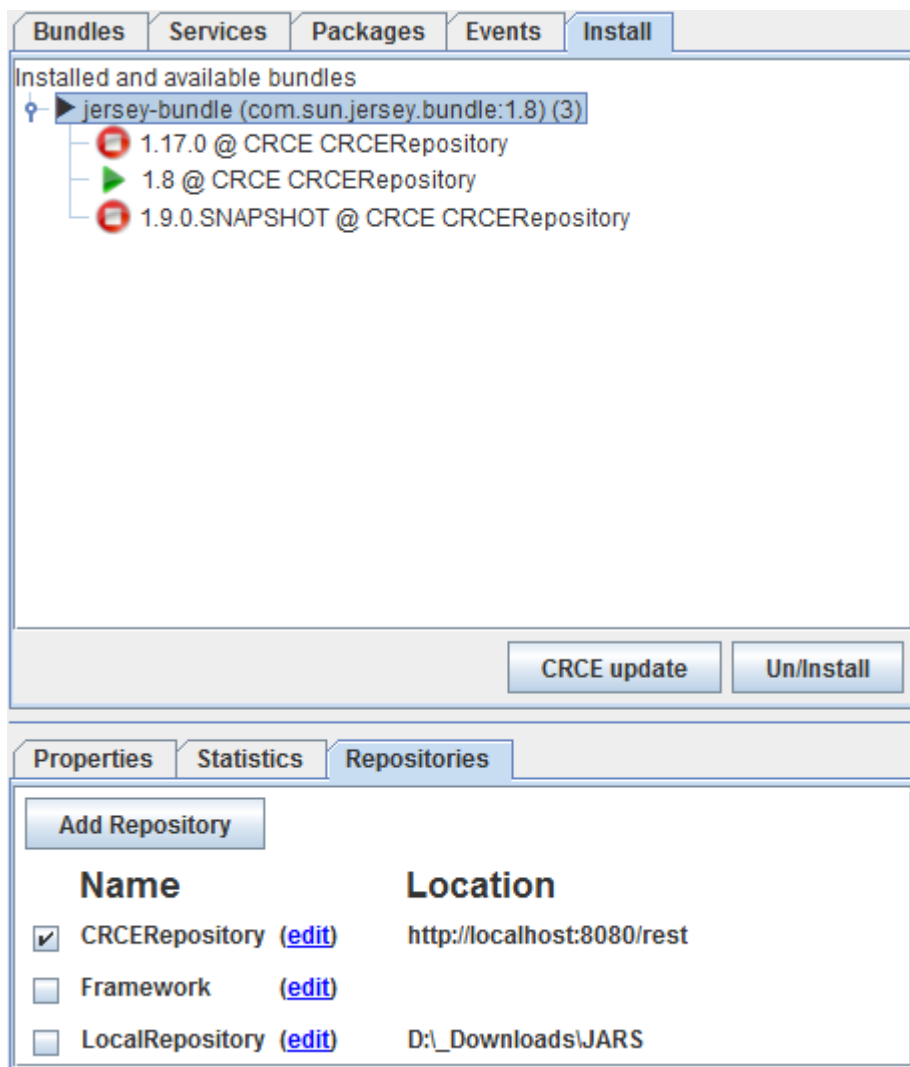 Bundles Services Packages Events Install
Installed and available bundles
jersey-bundle (com.sun.jersey.bundle:1.8) (3)
1.17.0 @ CRCE CRCERepository
1.8 @ CRCE CRCERepository
1.9.0.SNAPSHOT @ CRCE CRCERepository
CRCE update Un/Install
Properties Statistics Repositories
Add Repository
Name Location
CRCERepository (edit) http://localhost:8080/rest
Framework (edit)
LocalRepository (edit) D:\_Downloads\JARS